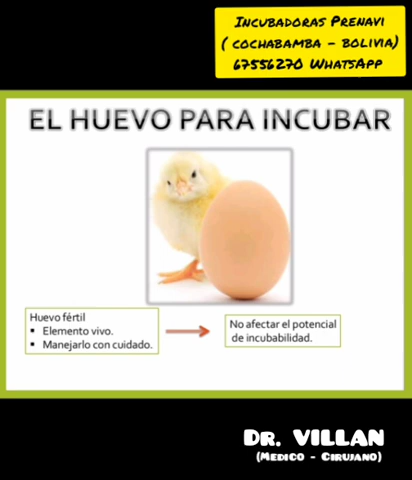 Incubadoras Prenavi
( cochabamba - bolivia)
67556270 WhatsApp
EL HUEVO PARA INCUBAR
Huevo fértil
▪ Elemento vivo.
▪ Manejarlo con cuidado.
No afectar el potencial
de incubabilidad.
DR. VILLAN
(Medico - Cirujano)